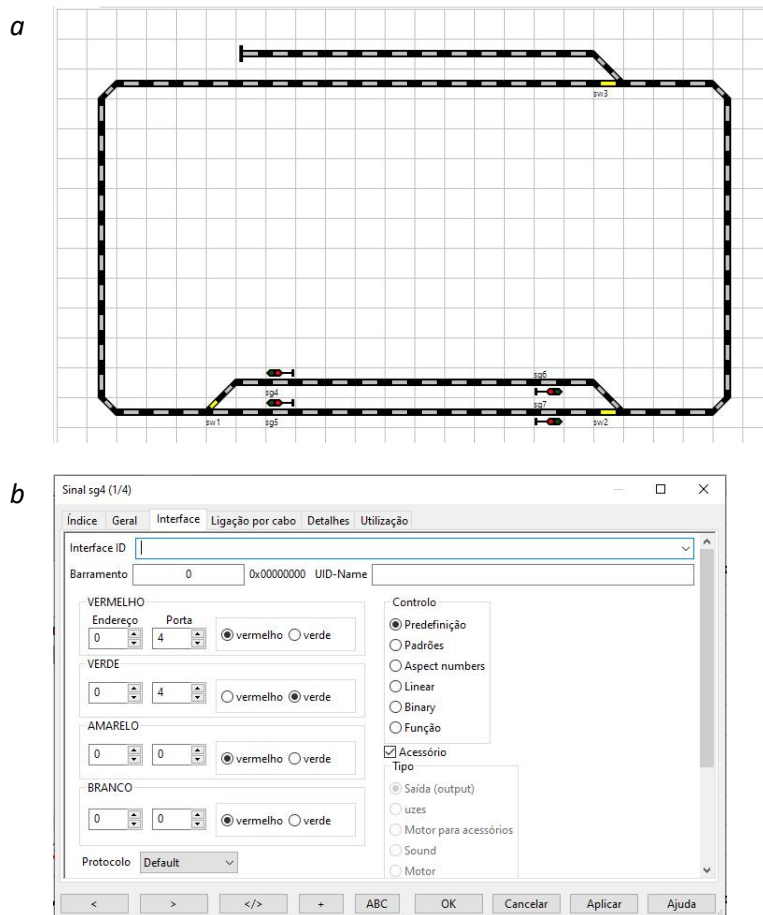 a
sw3
sg6
sg4
sg7
sw1
sg5
sw2
b
Sinal sg4 (1/4)
Índice Geral Interface Ligação por cabo Detalhes Utilização
Interface ID
Barramento 0 0x00000000 UID-Name
VERMELHO
Endereço Porta
0 4 vermelho verde
VERDE
0 4 vermelho verde
AMARELO
0 0 vermelho verde
BRANCO
0 0 vermelho verde
Protocolo Default
Controlo
Predefinição
Padrões
Aspect numbers
Linear
Binary
Função
Acessório
Tipo
Saída (output)
uzes
Motor para acessórios
Sound
Motor
< > </> + ABC OK Cancelar Aplicar Ajuda